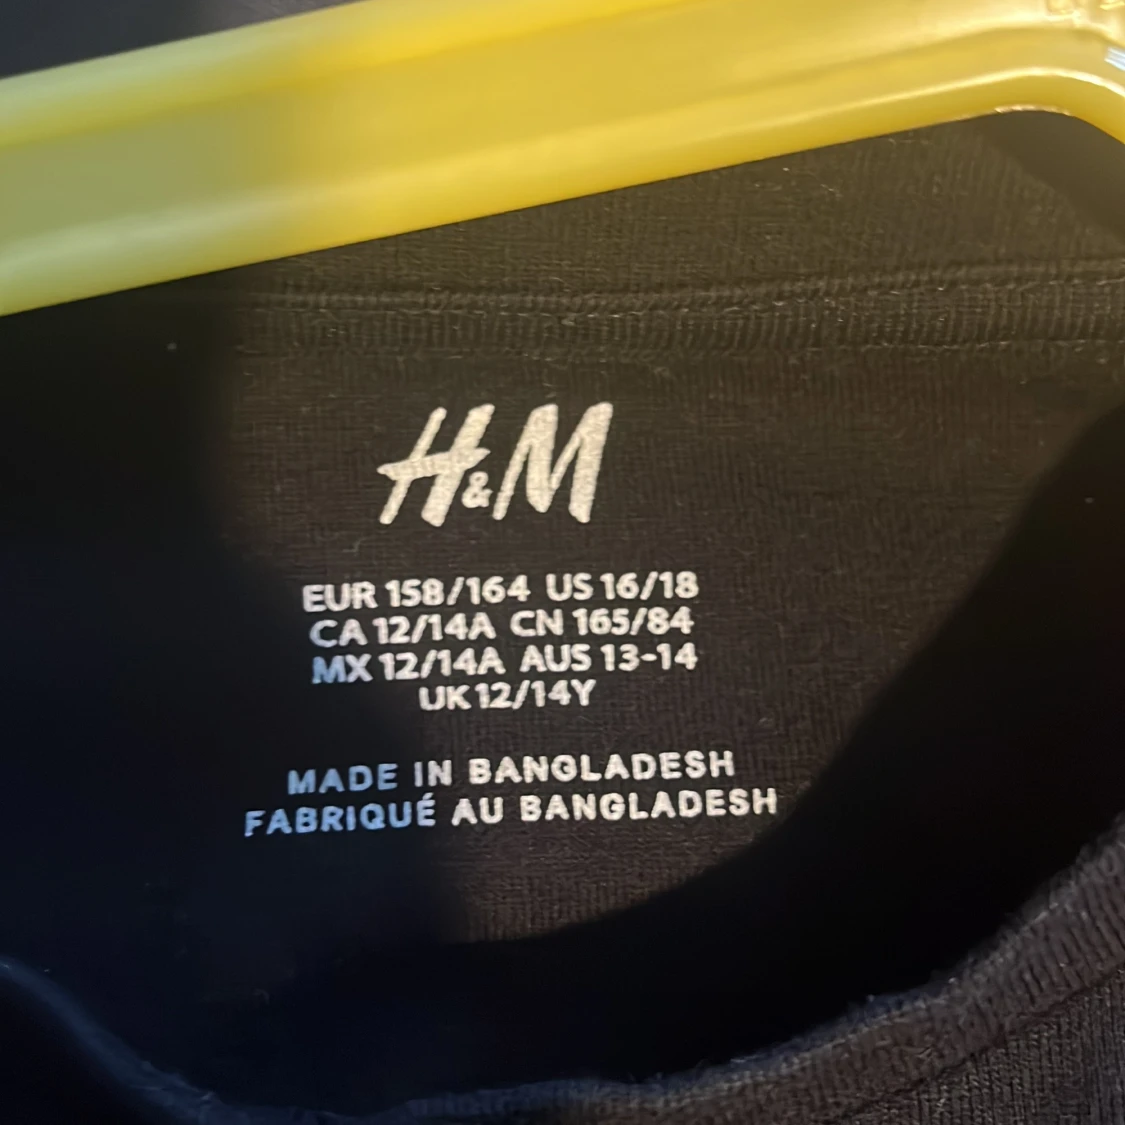 H&M
EUR 158/164 US 16/18
CA 12/14A CN 165/84
MX 12/14A AUS 13-14
UK 12/14Y
MADE IN BANGLADESH
FABRIQUÉ AU BANGLADESH